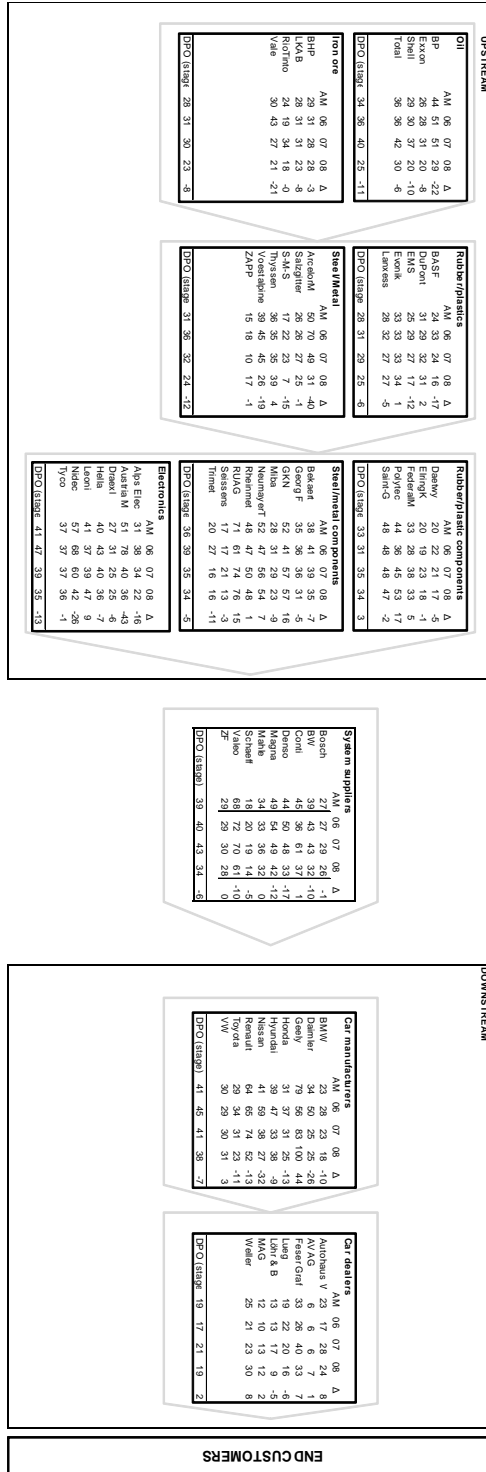 UPSTREAM
Oil
AM 06 07 08 Δ
BP 44 51 51 29 -22
Exxon 26 28 31 20 -8
Shell 29 30 37 20 -10
Total 36 36 42 30 -6
DPO (stage 34 36 40 25 -11
Iron ore
AM 06 07 08 Δ
BHP 29 31 28 28 -3
LKAB 28 31 31 23 -8
RioTinto 24 19 34 18 -0
Vale 30 43 27 21 -21
DPO (stage 28 31 30 23 -8
Rubber/plastics
AM 06 07 08 Δ
BASF 24 33 24 16 -17
DuPont 31 29 32 31 2
EMS 25 29 27 17 -12
Evonik 33 33 33 34 1
Lanxess 28 32 27 27 -5
DPO (stage 28 31 29 25 -6
Steel/Metal
AM 06 07 08 Δ
ArcelorM 50 70 49 31 -40
Salzgitter 26 26 27 25 -1
S-M-S 17 22 23 7 -15
Thyssen 36 35 35 39 4
Voestalpine 39 45 45 26 -19
ZAPP 15 18 10 17 -1
DPO (stage 31 36 32 24 -12
Rubber/plastic components
AM 06 07 08 Δ
Daewy 20 22 21 17 -5
ElringK 20 19 23 18 -1
FederalM 33 28 38 33 5
Polytec 44 36 45 53 17
Saint-G 48 48 48 47 -2
DPO (stage 33 31 35 34 3
Steel/metal components
AM 06 07 08 Δ
Bekaert 38 41 39 35 -7
Georg F 35 36 36 31 -5
GKN 52 41 57 57 16
Miba 28 31 29 23 -9
NeumayerT 52 47 56 54 7
Rheinmet 48 47 50 48 1
RUAG 71 61 74 76 15
Seissens 17 17 21 13 -3
Trimet 20 27 16 16 -11
DPO (stage 36 39 35 34 -5
Electronics
AM 06 07 08 Δ
Alps Elec 31 38 34 22 -16
Austria M 51 78 40 36 -43
Draexl 27 31 25 25 -6
Hella 40 43 40 36 -7
Leoni 41 37 39 47 9
Nidec 57 68 60 42 -26
Tyco 37 37 37 36 -1
DPO (stage 41 47 39 35 -13
System suppliers
AM 06 07 08 Δ
Bosch 27 27 29 26 -1
BW 39 43 43 32 -10
Conti 45 36 61 37 1
Denso 44 50 48 33 -17
Magna 49 54 49 42 -12
Mahle 34 33 36 32 0
Schaeff 18 20 19 14 -5
Valeo 68 72 70 61 -10
ZF 29 29 30 28 0
DPO (stage) 39 40 43 34 -6
DOWNSTREAM
Car manufacturers
AM 06 07 08 Δ
BMW 23 28 23 18 -10
Daimler 34 50 25 25 -26
Geely 79 56 83 100 44
Honda 31 37 31 25 -13
Hyundai 39 47 33 38 -9
Nissan 41 59 38 27 -32
Renault 64 65 74 52 -13
Toyota 29 34 31 23 -11
VW 30 29 30 31 3
DPO (stage) 41 45 41 38 -7
Car dealers
AM 06 07 08 Δ
Autohaus V 23 17 28 24 8
AVAG 6 6 6 7 1
Feser Graf 33 26 40 33 7
Lueg 19 22 20 16 -6
Löhr & B 13 13 17 9 -5
MAG 12 10 13 12 2
Weller 25 21 23 30 8
DPO (stage 19 17 21 19 2
END CUSTOMERS